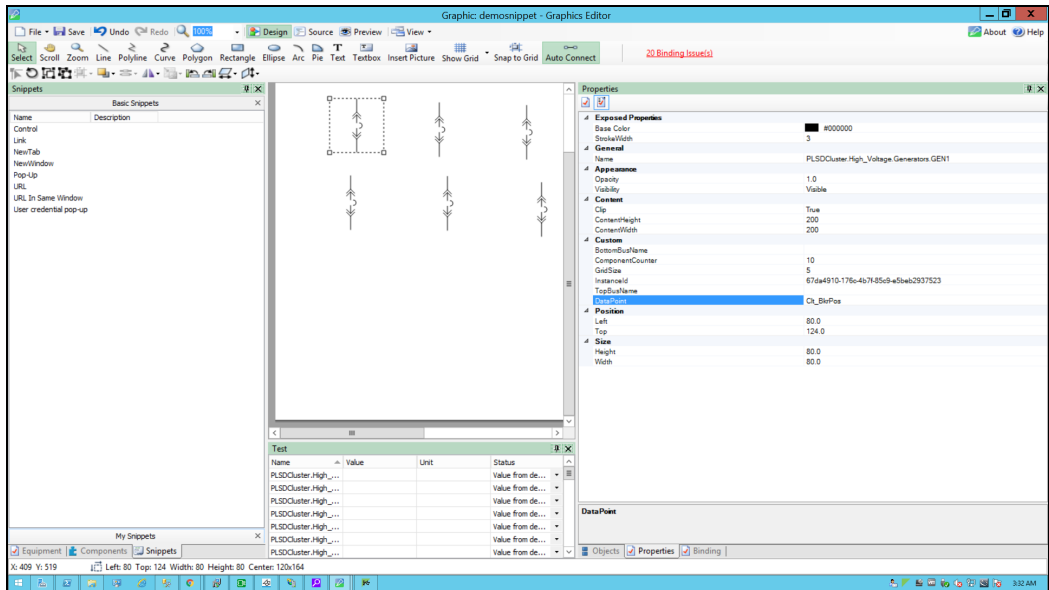 Graphic: demosnippet - Graphics Editor
File Save Undo Redo 100% Design Source Preview View About Help
Select Scroll Zoom Line Polyline Curve Polygon Rectangle Ellipse Arc Pie Text Textbox Insert Picture Show Grid Snap to Grid Auto Connect 20 Binding Issue(s)
Snippets
Basic Snippets
Name Description
Control
Link
NewTab
NewWindow
Pop-Up
URL
URL In Same Window
User credential pop-up
My Snippets
Equipment Components Snippets
Test
Name Value Unit Status
PLSDCluster.High_... Value from de...
PLSDCluster.High_... Value from de...
PLSDCluster.High_... Value from de...
PLSDCluster.High_... Value from de...
PLSDCluster.High_... Value from de...
PLSDCluster.High_... Value from de...
PLSDCluster.High_... Value from de...
Properties
Exposed Properties
Base Color #000000
StrokeWidth 3
General
Name PLSDCluster.High_Voltage.Generators.GEN1
Appearance
Opacity 1.0
Visibility Visible
Content
Clip True
ContentHeight 200
ContentWidth 200
Custom
BottomBusName
ComponentCounter 10
GridSize 5
InstanceId 67da4910-176c-4b7f-85c9-e5beb2937523
TopBusName
DataPoint Clt_BkrPos
Position
Left 80.0
Top 124.0
Size
Height 80.0
Width 80.0
DataPoint
Objects Properties Binding
X: 409 Y: 519 Left: 80 Top: 124 Width: 80 Height: 80 Center: 120x164
3:32 AM